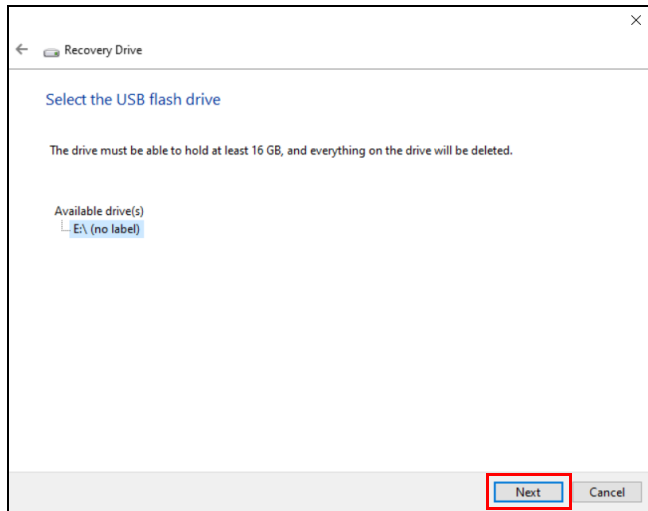 Recovery Drive
Select the USB flash drive
The drive must be able to hold at least 16 GB, and everything on the drive will be deleted.
Available drive(s)
E:\ (no label)
Next Cancel